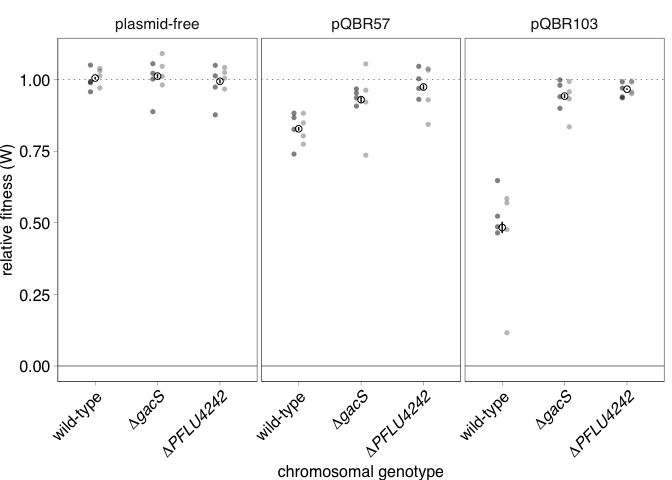 plasmid-free pQBR57 pQBR103
relative fitness (W)
1.00
0.75
0.50
0.25
0.00
wild-type ΔgacS ΔPFLU4242 wild-type ΔgacS ΔPFLU4242 wild-type ΔgacS ΔPFLU4242
chromosomal genotype